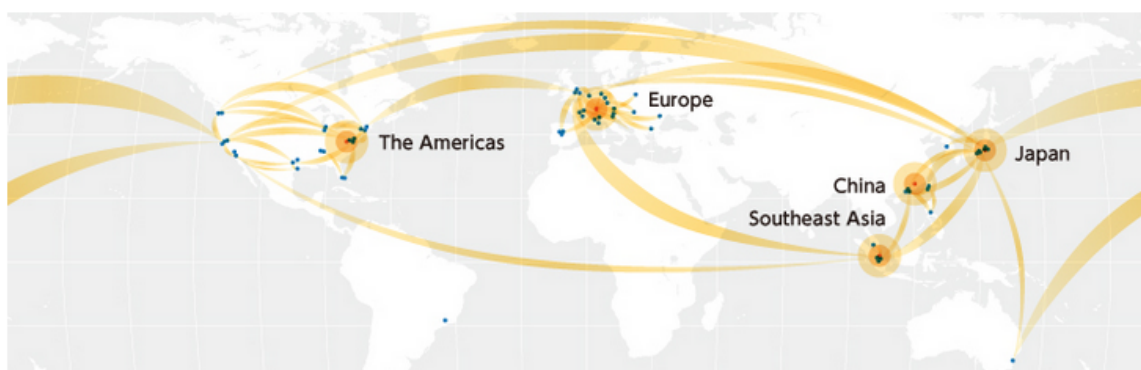 Europe
The Americas
Japan
China
Southeast Asia